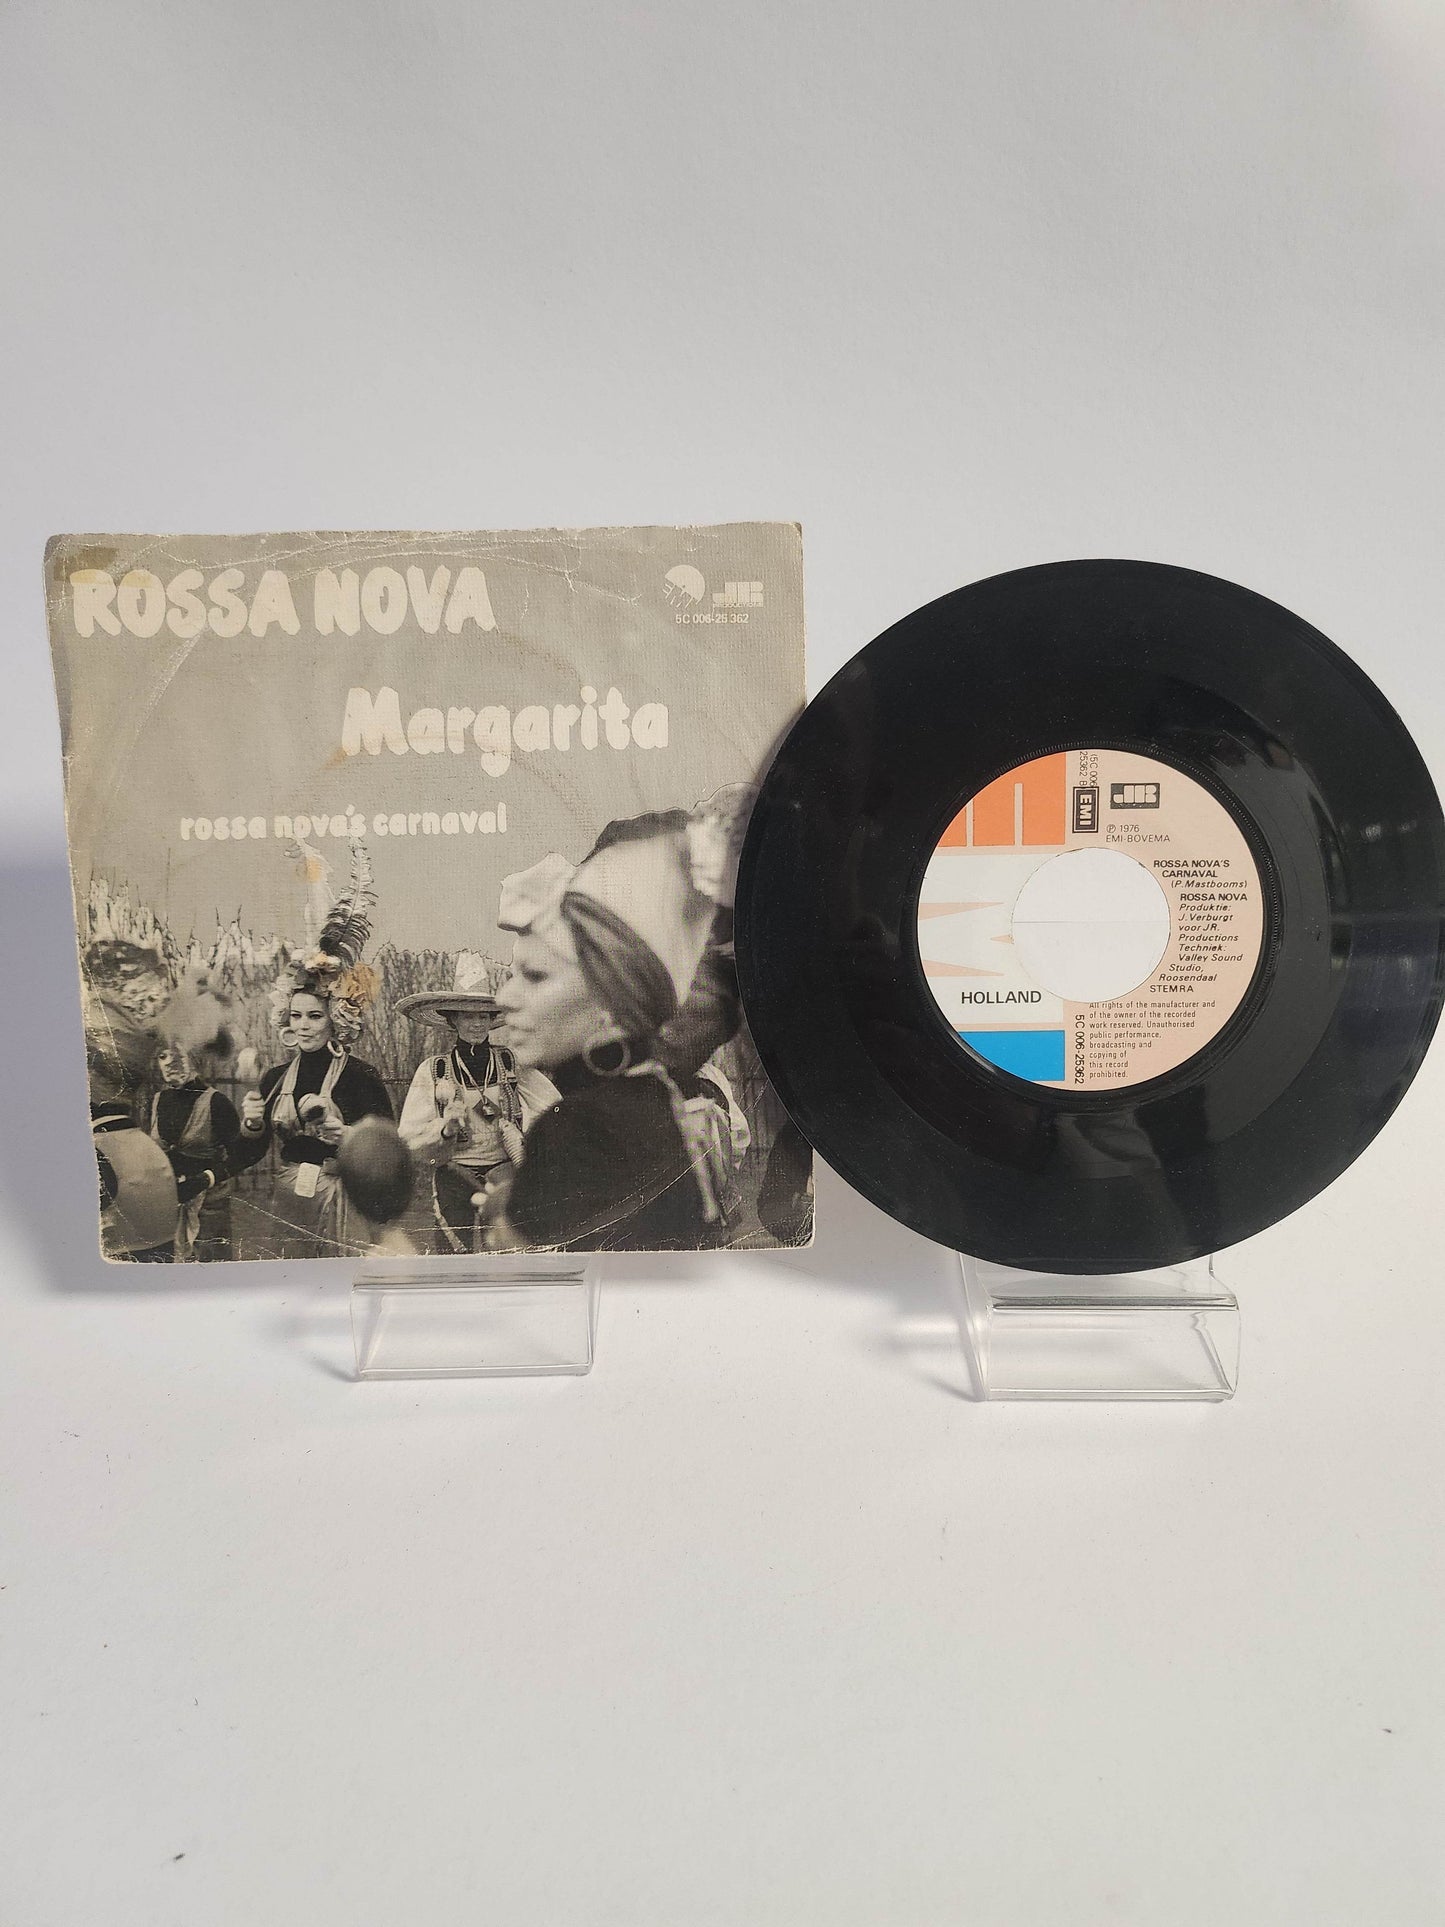 ROSSA NOVA
JR
PRODUCTIONS
5C 006-25 362
Margarita
rossa nova's carnaval
(5C 006
25362 B
EMI
JR
℗ 1976
EMI-BOVEMA
ROSSA NOVA'S
CARNAVAL
(P. Mastbooms)
ROSSA NOVA
Produktie:
J. Verburgt
voor J.R.
Productions
Techniek:
Valley Sound
Studio,
Roosendaal
STEMRA
HOLLAND
All rights of the manufacturer and
of the owner of the recorded
work reserved. Unauthorised
public performance,
broadcasting and
copying of
this record
prohibited.
5C 006-25362